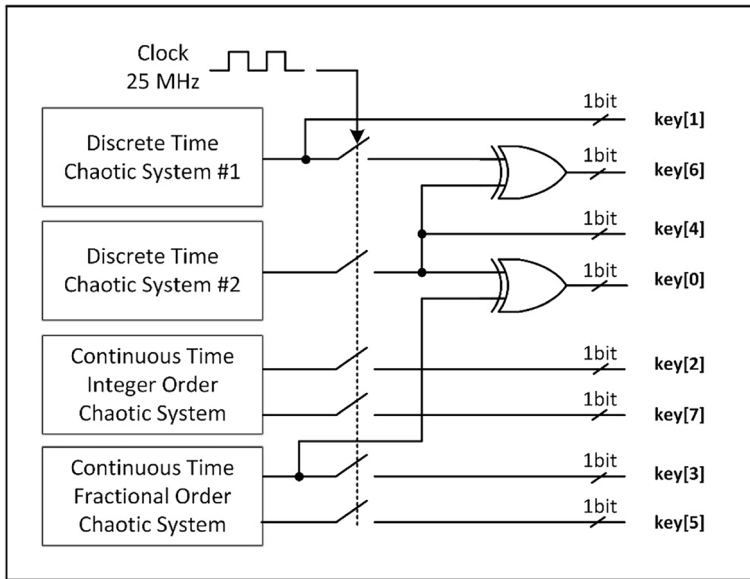 Clock
25 MHz
Discrete Time
Chaotic System #1
1bit
key[1]
1bit
key[6]
1bit
key[4]
Discrete Time
Chaotic System #2
1bit
key[0]
Continuous Time
Integer Order
Chaotic System
1bit
key[2]
1bit
key[7]
Continuous Time
Fractional Order
Chaotic System
1bit
key[3]
1bit
key[5]